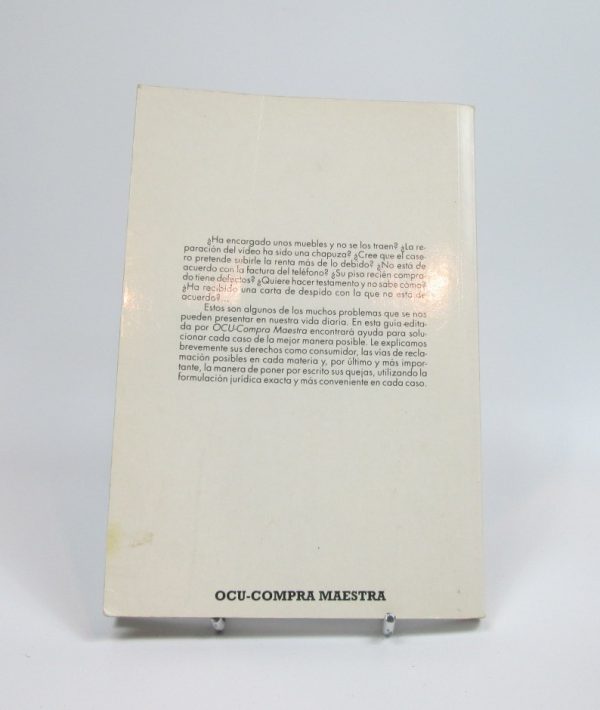 ¿Ha encargado unos muebles y no se los traen? ¿La re-
paración del video ha sido una chapuza? ¿Cree que el case-
ro pretende subirle la renta más de lo debido? ¿No está de
acuerdo con la factura del teléfono? ¿Su piso recién compra-
do tiene defectos? ¿Quiere hacer testamento y no sabe cómo?
¿Ha recibido una carta de despido con la que no está de
acuerdo?...
Estos son algunos de los muchos problemas que se nos
pueden presentar en nuestra vida diaria. En esta guía edita-
da por OCU-Compra Maestra encontrará ayuda para solu-
cionar cada caso de la mejor manera posible. Le explicamos
brevemente sus derechos como consumidor, las vías de recla-
mación posibles en cada materia y, por último y más impor-
tante, la manera de poner por escrito sus quejas, utilizando la
formulación jurídica exacta y más conveniente en cada caso.
OCU-COMPRA MAESTRA